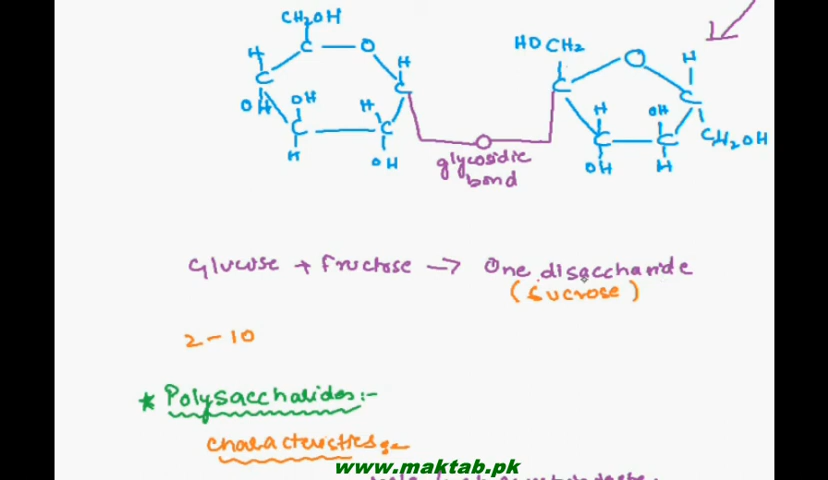 CH2OH
C O
H H
C C
OH OH H
C C
H OH
HOCH2 O H
C C
H OH
C C CH2OH
OH H
glycosidic
bond
Glucose + Fructose → One disaccharide
(Sucrose)
2-10
* Polysaccharides:-
Characteristics:-
www.maktab.pk